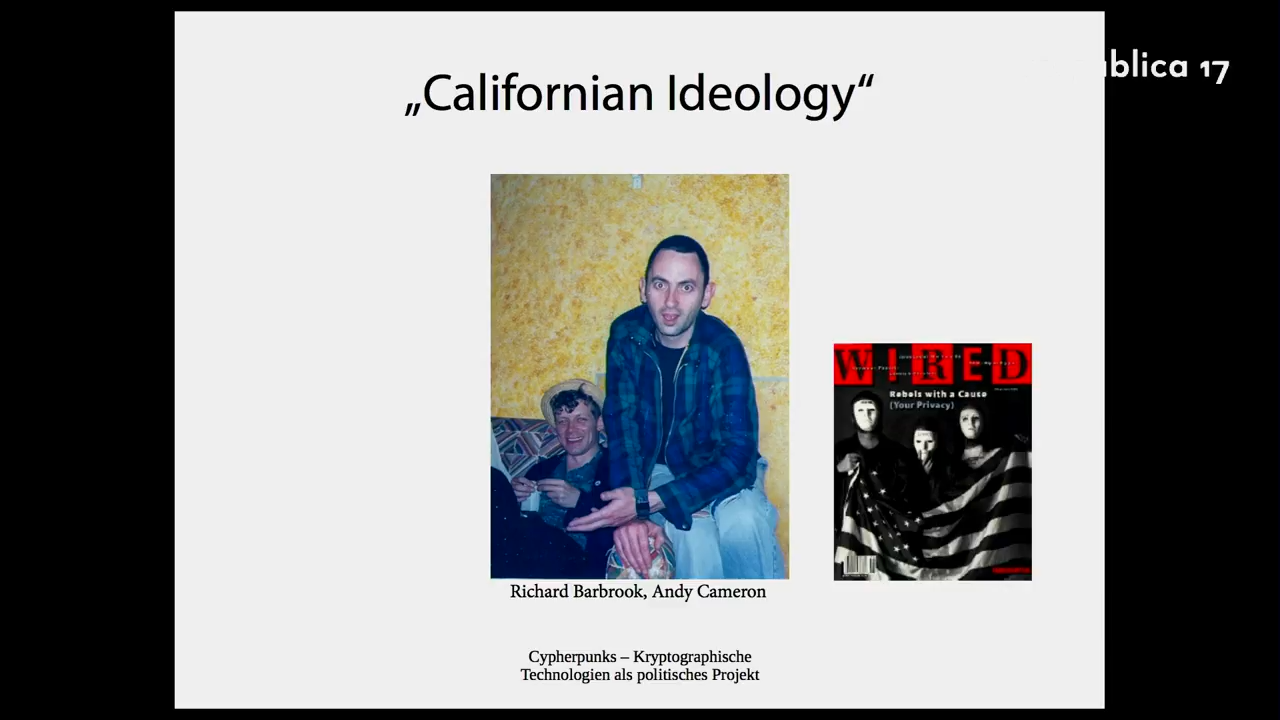 „Californian Ideology“
ublica 17
WIRED
Rebels with a Cause
(Your Privacy)
Richard Barbrook, Andy Cameron
Cypherpunks – Kryptographische
Technologien als politisches Projekt